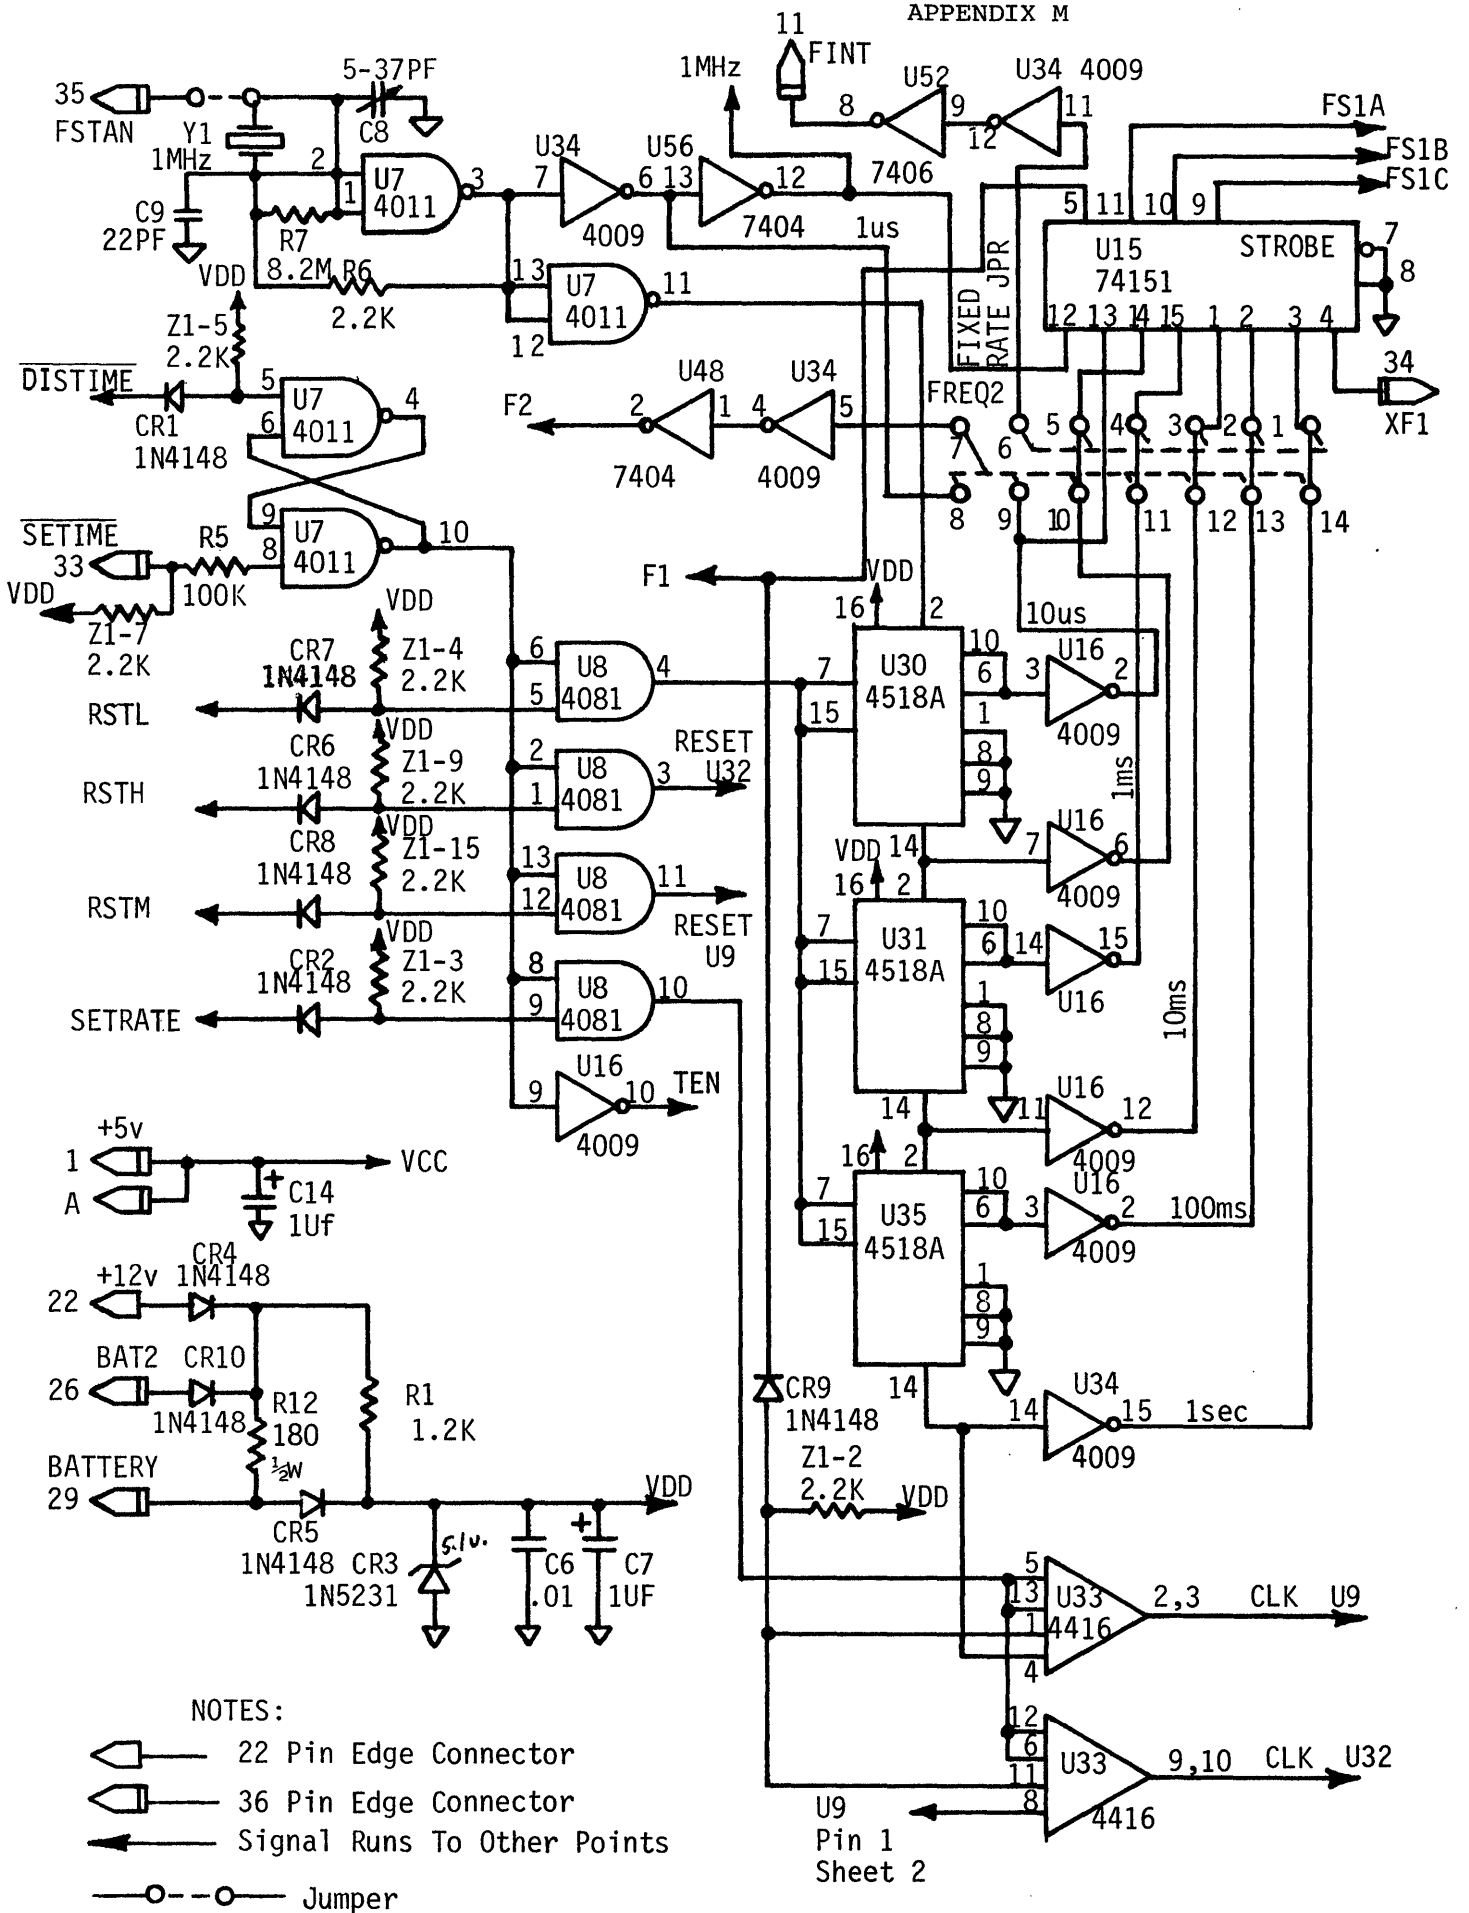 APPENDIX M
11
FINT
5-37PF
1MHz
U52
U34 4009
35
8
9
11
FS1A
FSTAN
Y1
C8
12
FS1B
1MHz
2
U34
U56
7406
FS1C
1
U7
4011
3
7
6
13
12
5
11
10
9
C9
22PF
R7
4009
7404
1us
U15
74151
STROBE
7
8
VDD
8.2M
R6
13
U7
4011
11
FIXED
RATE JPR
Z1-5
2.2K
2.2K
12
12
13
14
15
1
2
3
4
DISTIME
5
U7
4011
4
U48
U34
FREQ2
34
XF1
CR1
1N4148
6
F2
2
1
4
5
7
6
5
4
3
2
1
7404
4009
SETIME
33
R5
9
U7
4011
10
8
9
10
11
12
13
14
8
VDD
100K
Z1-7
2.2K
F1
VDD
16
2
10us
VDD
CR7
1N4148
Z1-4
2.2K
6
U8
4081
4
7
U30
4518A
10
6
3
U16
2
RSTL
5
15
1
4009
VDD
CR6
1N4148
Z1-9
2.2K
2
U8
4081
3
RESET
U32
8
9
1ms
RSTH
1
VDD
CR8
1N4148
Z1-15
2.2K
13
U8
4081
11
VDD
14
7
U16
6
16
2
4009
RSTM
12
RESET
U9
7
U31
4518A
10
6
14
15
VDD
CR2
1N4148
Z1-3
2.2K
8
U8
4081
10
15
U16
SETRATE
9
1
8
9
10ms
U16
9
10
TEN
4009
14
11
U16
12
4009
+5v
1
VCC
16
2
A
C14
1Uf
7
U35
4518A
10
6
3
U16
2
100ms
15
4009
CR4
+12v
1N4148
1
8
9
22
BAT2
CR10
26
1N4148
R12
180
½W
R1
1.2K
14
CR9
1N4148
14
U34
15
1sec
4009
BATTERY
29
VDD
Z1-2
2.2K
VDD
CR5
1N4148
5.1v.
CR3
1N5231
C6
.01
C7
1UF
5
13
1
4
U33
4416
2,3
CLK
U9
NOTES:
22 Pin Edge Connector
36 Pin Edge Connector
Signal Runs To Other Points
Jumper
12
6
11
8
U33
4416
9,10
CLK
U32
U9
Pin 1
Sheet 2